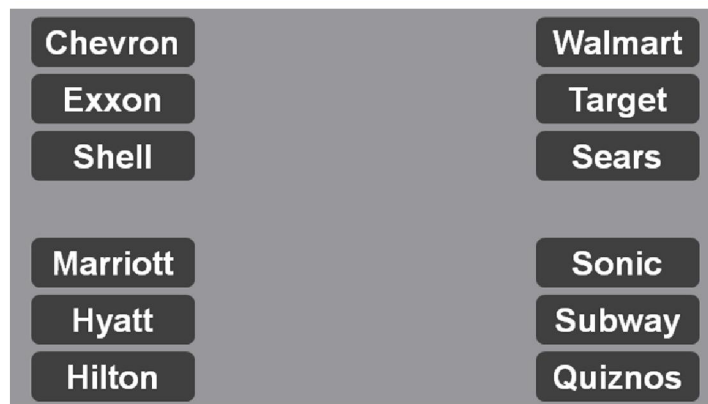 Chevron
Exxon
Shell
Walmart
Target
Sears
Marriott
Hyatt
Hilton
Sonic
Subway
Quiznos